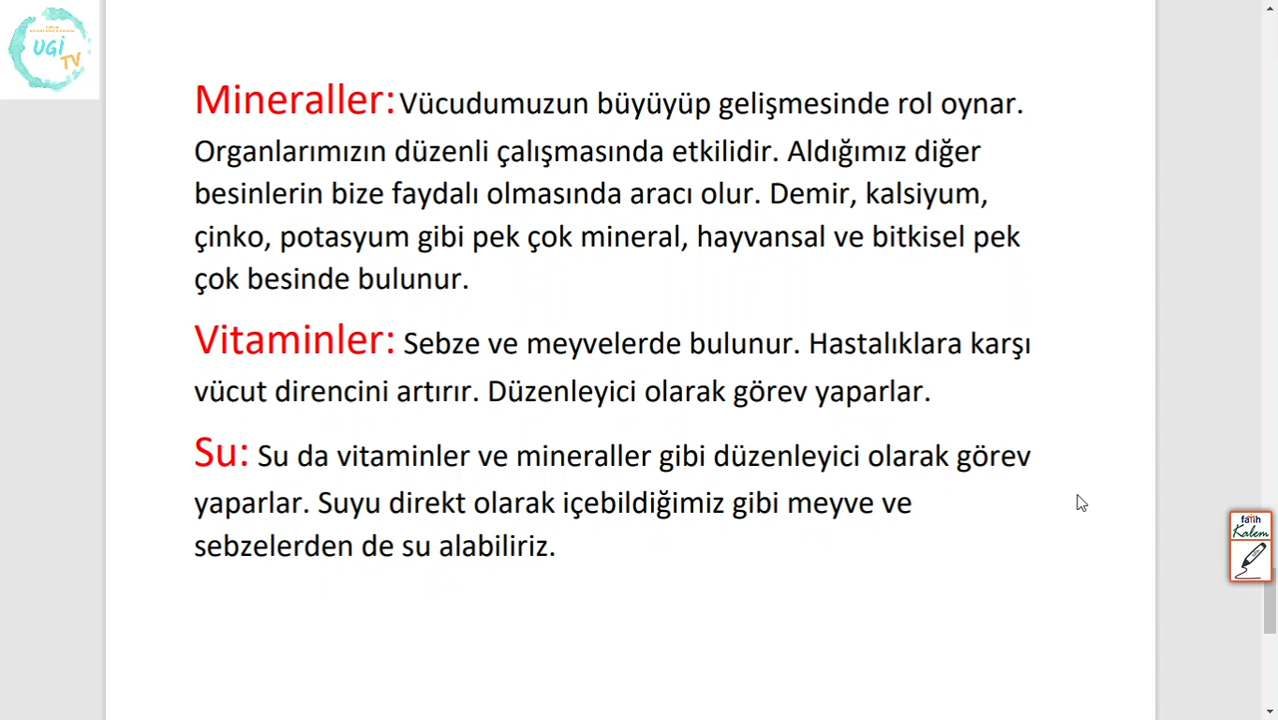 UGİ
TV
Mineraller: Vücudumuzun büyüyüp gelişmesinde rol oynar.
Organlarımızın düzenli çalışmasında etkilidir. Aldığımız diğer
besinlerin bize faydalı olmasında aracı olur. Demir, kalsiyum,
çinko, potasyum gibi pek çok mineral, hayvansal ve bitkisel pek
çok besinde bulunur.
Vitaminler: Sebze ve meyvelerde bulunur. Hastalıklara karşı
vücut direncini artırır. Düzenleyici olarak görev yaparlar.
Su: Su da vitaminler ve mineraller gibi düzenleyici olarak görev
yaparlar. Suyu direkt olarak içebildiğimiz gibi meyve ve
sebzelerden de su alabiliriz.
fatih
Kalem